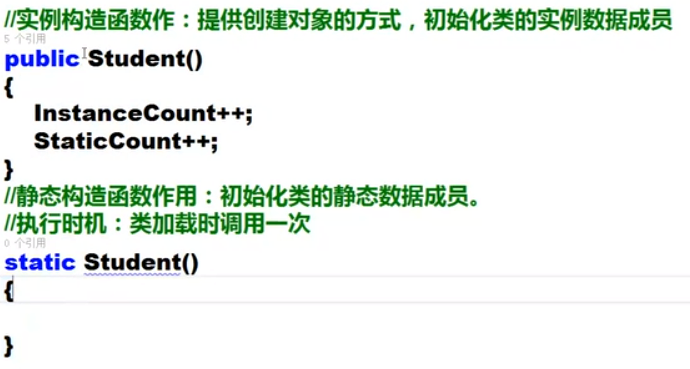 //实例构造函数作：提供创建对象的方式，初始化类的实例数据成员
5 个引用
public Student()
{
InstanceCount++;
StaticCount++;
}
//静态构造函数作用：初始化类的静态数据成员。
//执行时机：类加载时调用一次
0 个引用
static Student()
{
}